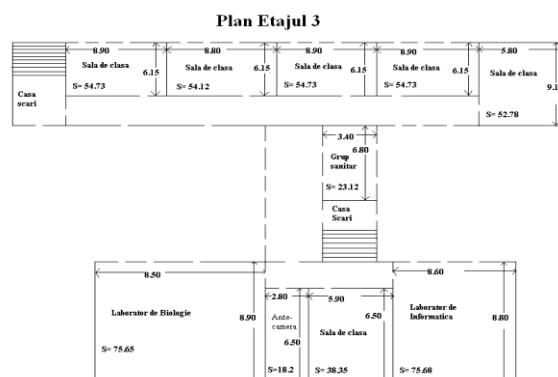 Plan Etajul 3
8.90 8.80 8.90 8.90 5.80
Sala de clasa Sala de clasa Sala de clasa Sala de clasa Sala de clasa
6.15 6.15 6.15 6.15 9.1
S= 54.73 S= 54.12 S= 54.73 S= 54.73
Casa
scari
S= 52.78
3.40
6.80
Grup
sanitar
S= 23.12
Casa
Scari
8.50 8.60
2.80 5.90
Laborator de Biologie
8.90
Ante-
camera
6.50
Sala de clasa
6.50
Laborator de
Informatica
8.80
S= 75.65 S=18.2 S= 38.35 S= 75.68